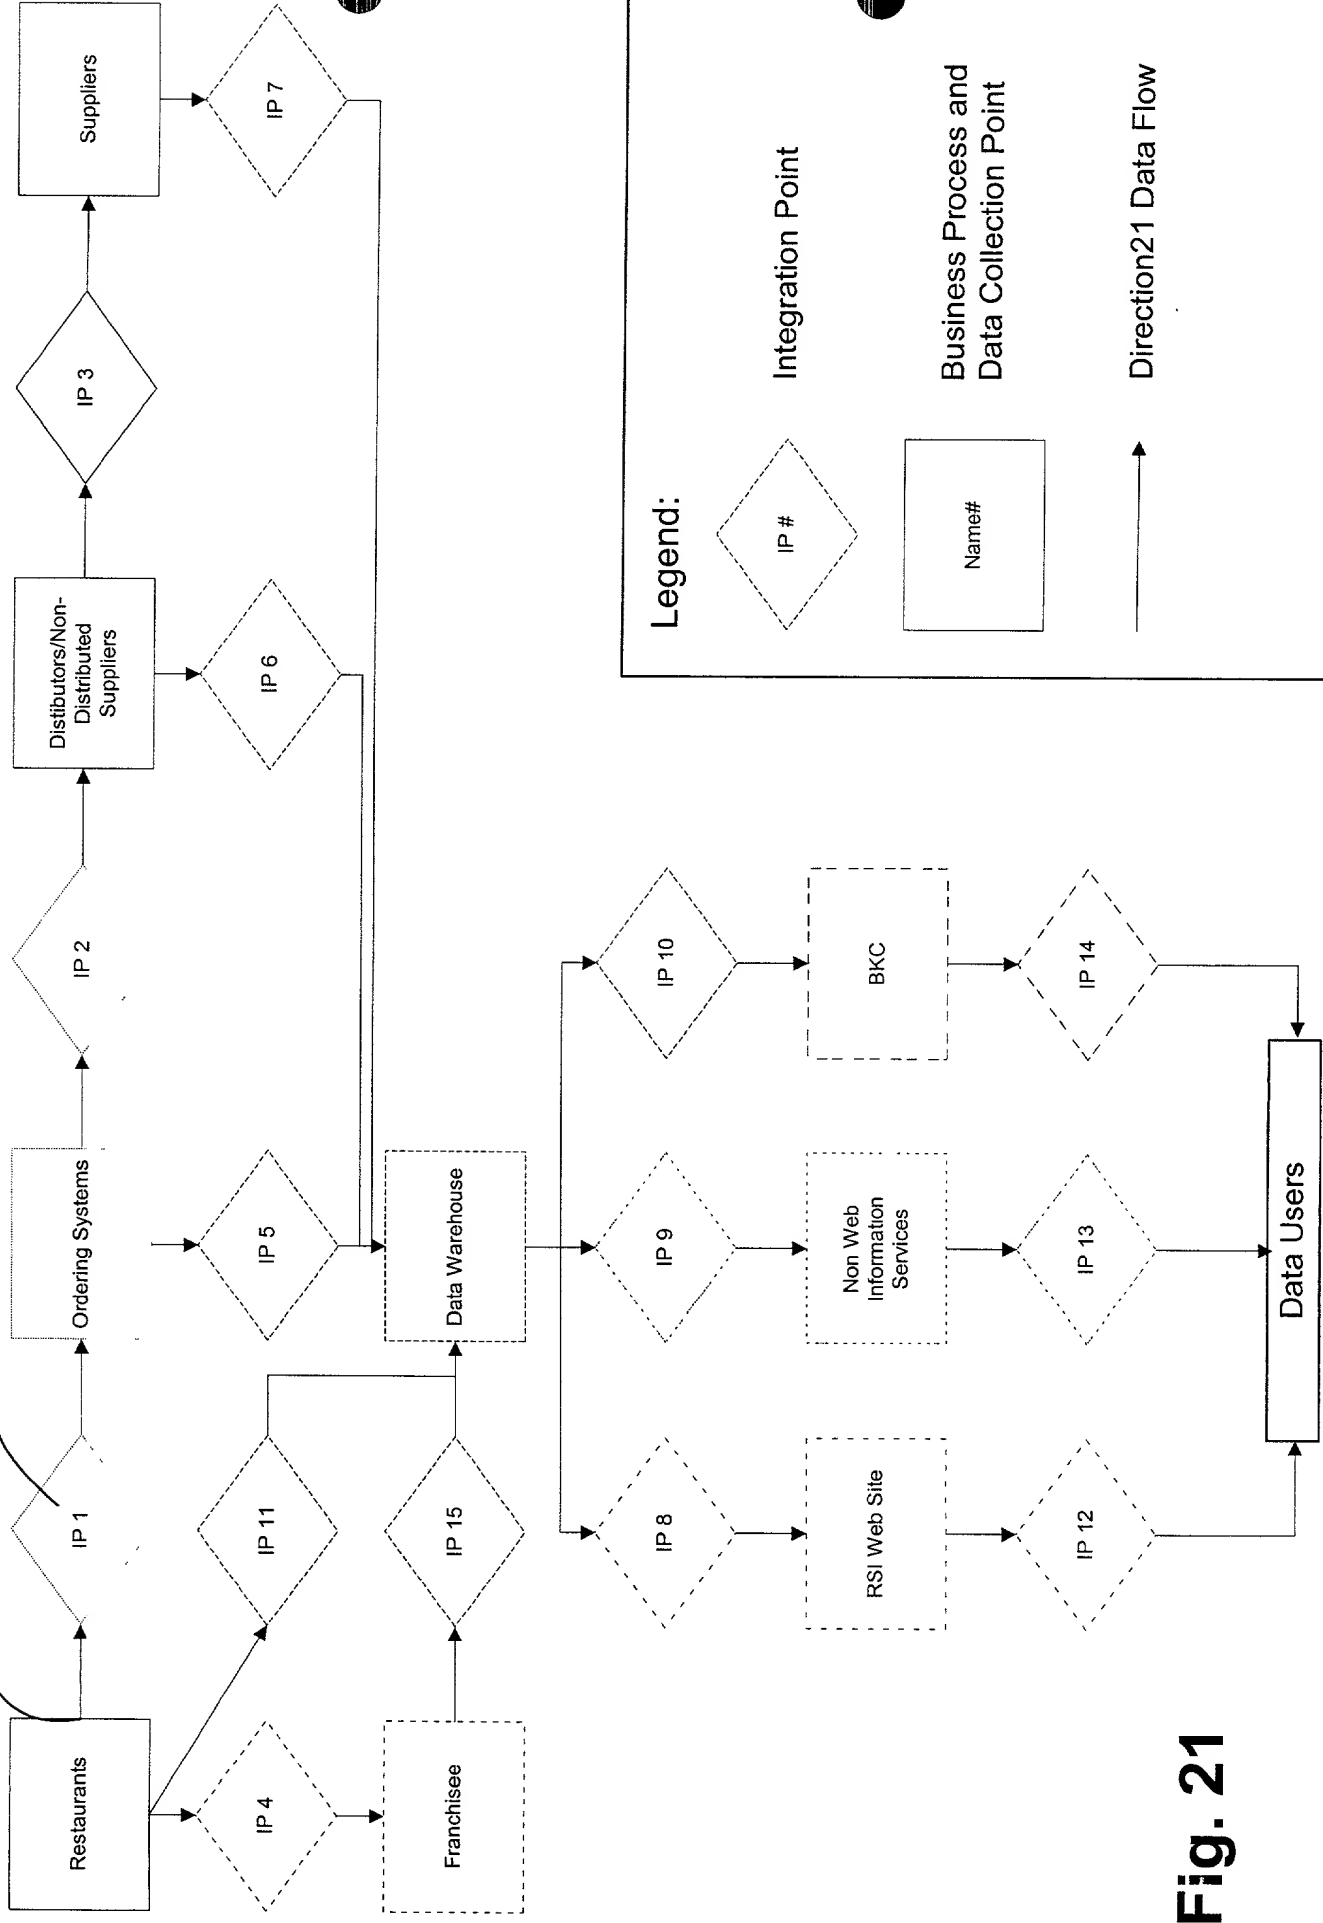 Restaurants
IP 1
Ordering Systems
IP 2
Distibutors/Non-
Distributed
Suppliers
IP 3
Suppliers
IP 4
IP 11
IP 5
IP 6
IP 7
Franchisee
IP 15
Data Warehouse
IP 8
IP 9
IP 10
RSI Web Site
Non Web
Information
Services
BKC
IP 12
IP 13
IP 14
Data Users
Legend:
IP #
Integration Point
Name#
Business Process and
Data Collection Point
Direction21 Data Flow
Fig. 21